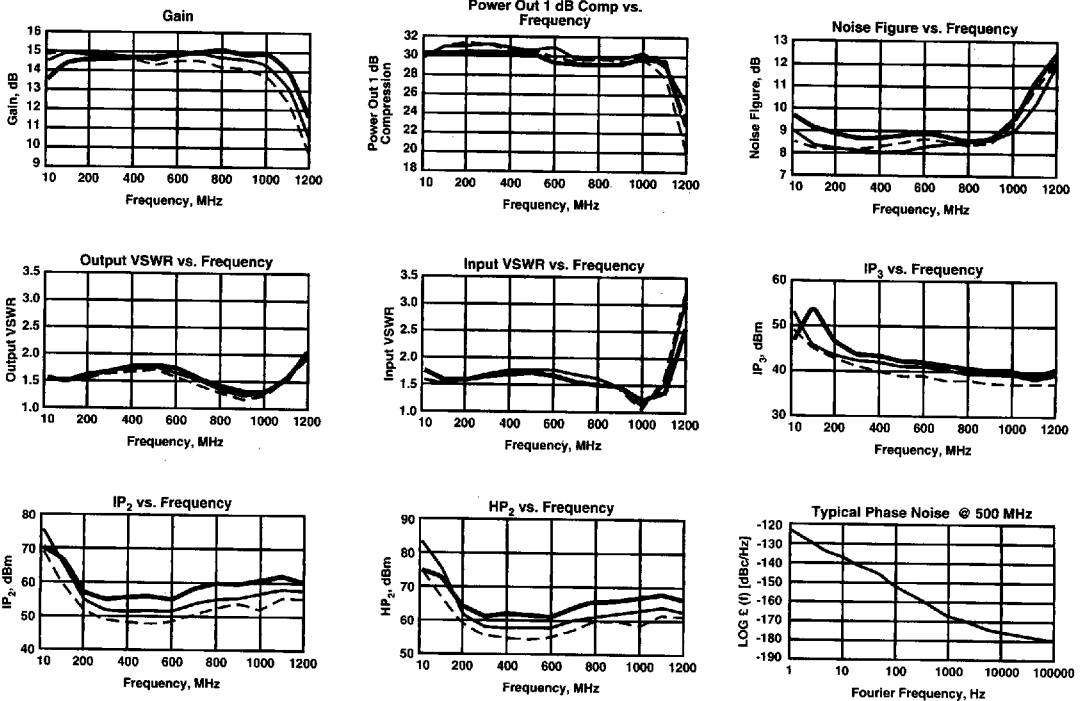 Gain
16
15
14
13
12
11
10
9
Gain, dB
10 200 400 600 800 1000 1200
Frequency, MHz
Power Out 1 dB Comp vs.
Frequency
32
30
28
26
24
22
20
18
Power Out 1 dB
Compression
10 200 400 600 800 1000 1200
Frequency, MHz
Noise Figure vs. Frequency
13
12
11
10
9
8
7
Noise Figure, dB
10 200 400 600 800 1000 1200
Frequency, MHz
Output VSWR vs. Frequency
3.5
3.0
2.5
2.0
1.5
1.0
Output VSWR
10 200 400 600 800 1000 1200
Frequency, MHz
Input VSWR vs. Frequency
3.5
3.0
2.5
2.0
1.5
1.0
Input VSWR
10 200 400 600 800 1000 1200
Frequency, MHz
IP3 vs. Frequency
60
50
40
30
IP3, dBm
10 200 400 600 800 1000 1200
Frequency, MHz
IP2 vs. Frequency
80
70
60
50
40
IP2, dBm
10 200 400 600 800 1000 1200
Frequency, MHz
HP2 vs. Frequency
90
80
70
60
50
HP2, dBm
10 200 400 600 800 1000 1200
Frequency, MHz
Typical Phase Noise @ 500 MHz
-120
-130
-140
-150
-160
-170
-180
-190
LOG £ (f) [dBc/Hz]
1 10 100 1000 10000 100000
Fourier Frequency, Hz